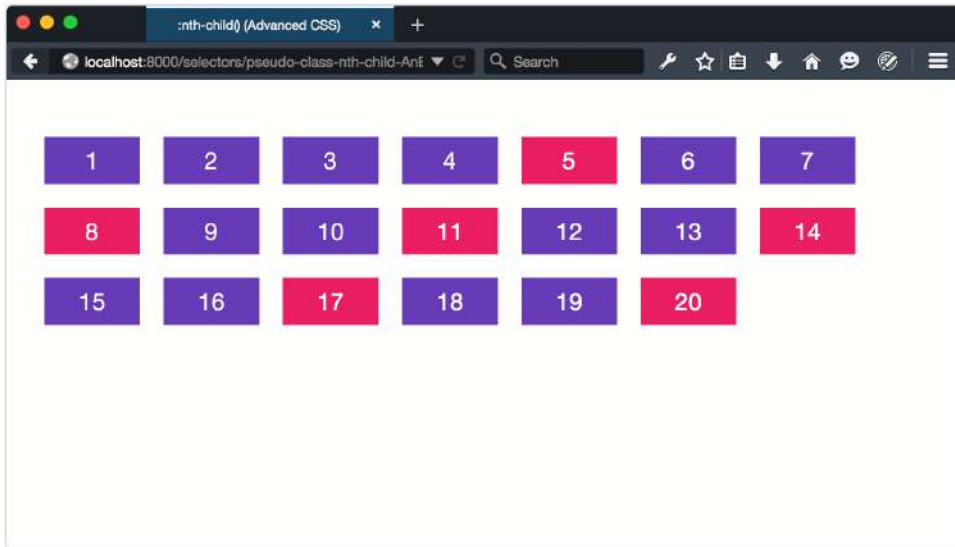 :nth-child() (Advanced CSS) × +
localhost:8000/selectors/pseudo-class-nth-child-AnE Search
1 2 3 4 5 6 7
8 9 10 11 12 13 14
15 16 17 18 19 20